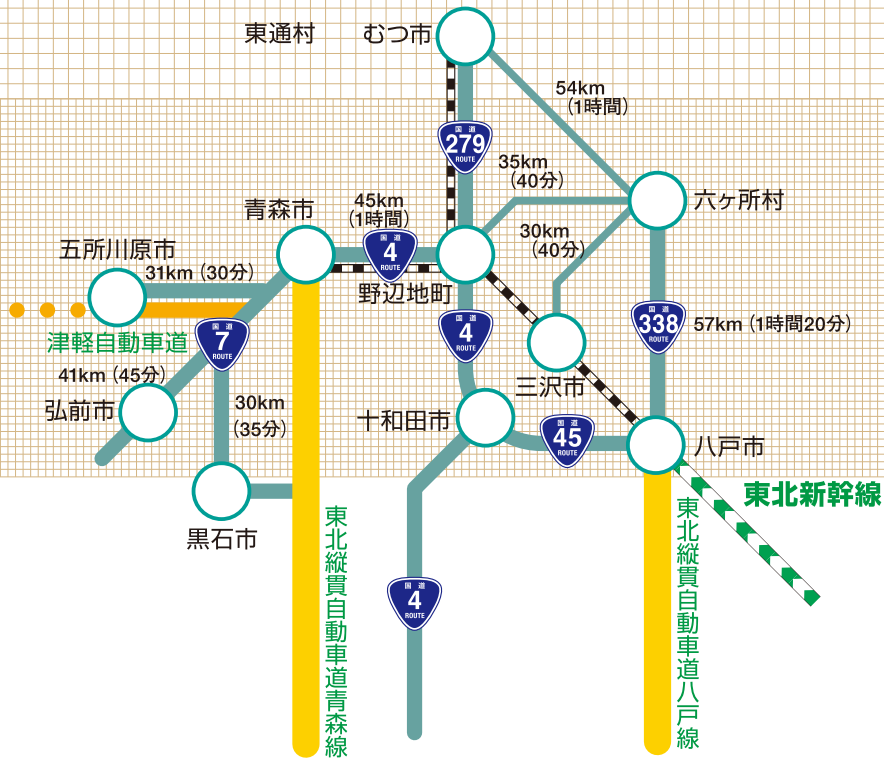 東通村
むつ市
54km
(1時間)
国道
279
ROUTE
35km
(40分)
六ヶ所村
青森市
45km
(1時間)
国道
4
ROUTE
30km
(40分)
五所川原市
31km (30分)
野辺地町
国道
4
ROUTE
国道
338
ROUTE
57km (1時間20分)
津軽自動車道
国道
7
ROUTE
41km (45分)
三沢市
弘前市
30km
(35分)
十和田市
国道
45
ROUTE
八戸市
東北新幹線
黒石市
東北縦貫自動車道青森線
東北縦貫自動車道八戸線
国道
4
ROUTE